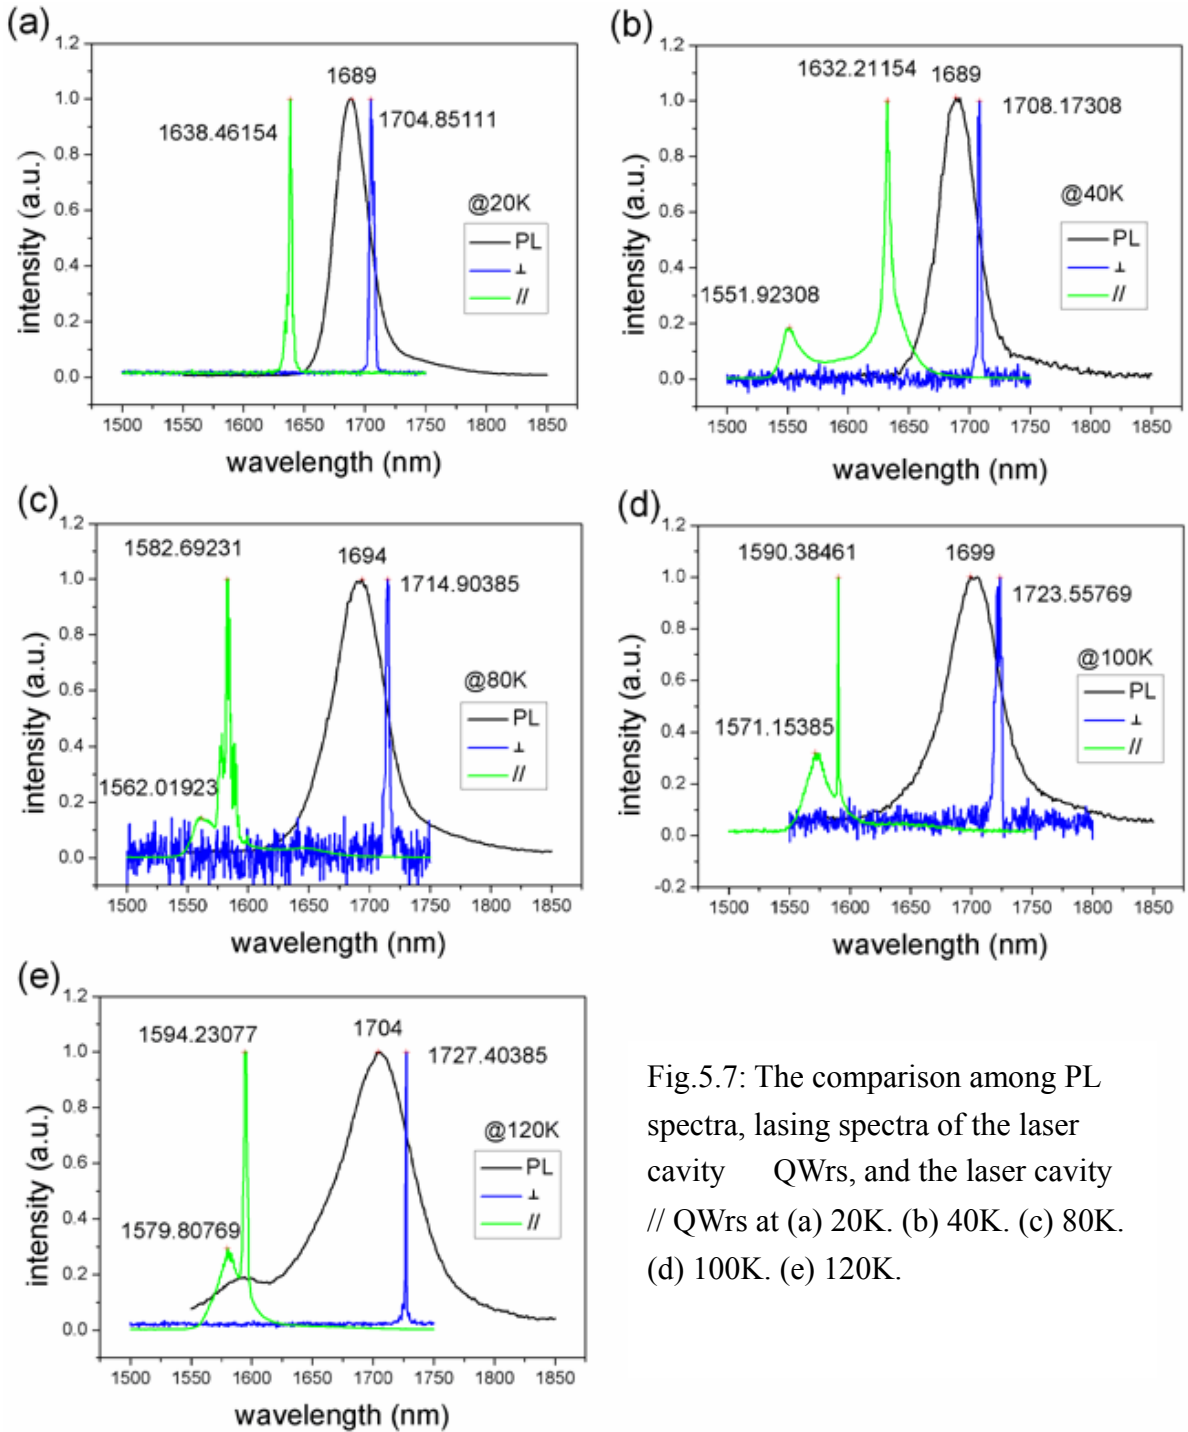 (a)
1.2
1.0
0.8
0.6
0.4
0.2
0.0
intensity (a.u.)
1638.46154
1689
1704.85111
@20K
PL
⊥
//
1500 1550 1600 1650 1700 1750 1800 1850
wavelength (nm)
(b)
1.2
1.0
0.8
0.6
0.4
0.2
0.0
intensity (a.u.)
1632.21154 1689
1708.17308
1551.92308
@40K
PL
⊥
//
1500 1550 1600 1650 1700 1750 1800 1850
wavelength (nm)
(c)
1.2
1.0
0.8
0.6
0.4
0.2
0.0
intensity (a.u.)
1582.69231
1694
1714.90385
1562.01923
@80K
PL
⊥
//
1500 1550 1600 1650 1700 1750 1800 1850
wavelength (nm)
(d)
1.2
1.0
0.8
0.6
0.4
0.2
0.0
-0.2
intensity (a.u.)
1590.38461
1699
1723.55769
1571.15385
@100K
PL
⊥
//
1500 1550 1600 1650 1700 1750 1800 1850
wavelength (nm)
(e)
1.2
1.0
0.8
0.6
0.4
0.2
0.0
intensity (a.u.)
1594.23077
1704
1727.40385
1579.80769
@120K
PL
⊥
//
1500 1550 1600 1650 1700 1750 1800 1850
wavelength (nm)
Fig.5.7: The comparison among PL
spectra, lasing spectra of the laser
cavity QWrs, and the laser cavity
// QWrs at (a) 20K. (b) 40K. (c) 80K.
(d) 100K. (e) 120K.